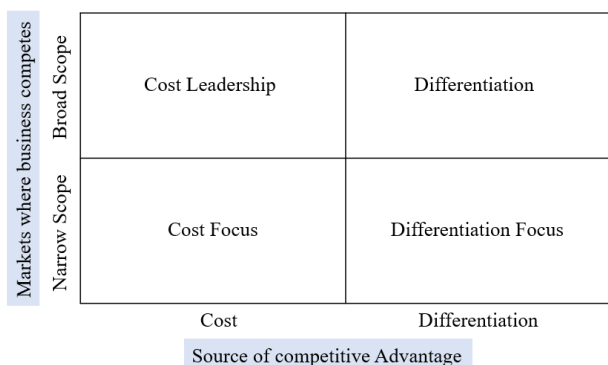 Markets where business competes
Broad Scope
Narrow Scope
Cost Leadership
Differentiation
Cost Focus
Differentiation Focus
Cost
Differentiation
Source of competitive Advantage